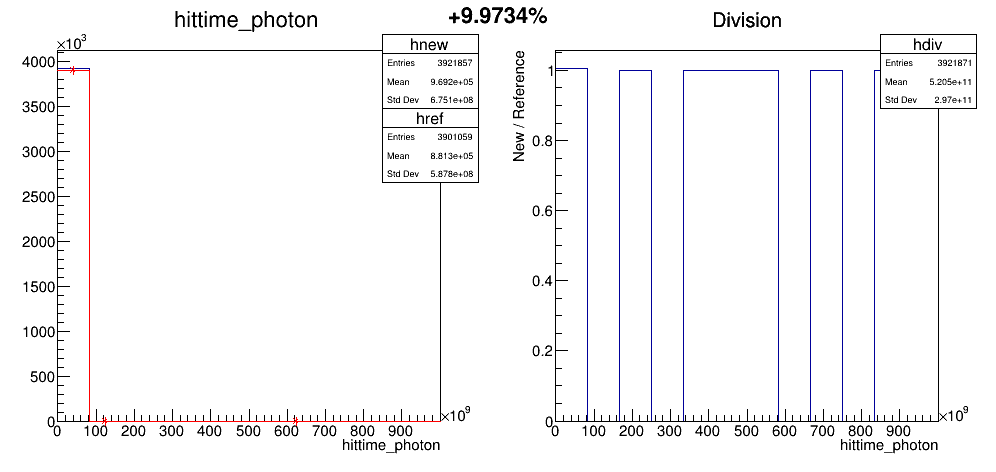 +9.9734%
hittime_photon
×10³
4000
3500
3000
2500
2000
1500
1000
500
0
0 100 200 300 400 500 600 700 800 900
×10⁹
hittime_photon
hnew
Entries 3921857
Mean 9.692e+05
Std Dev 6.751e+08
href
Entries 3901059
Mean 8.813e+05
Std Dev 5.878e+08
Division
New / Reference
1
0.8
0.6
0.4
0.2
0
0 100 200 300 400 500 600 700 800 900
×10⁹
hittime_photon
hdiv
Entries 3921871
Mean 5.205e+11
Std Dev 2.97e+11